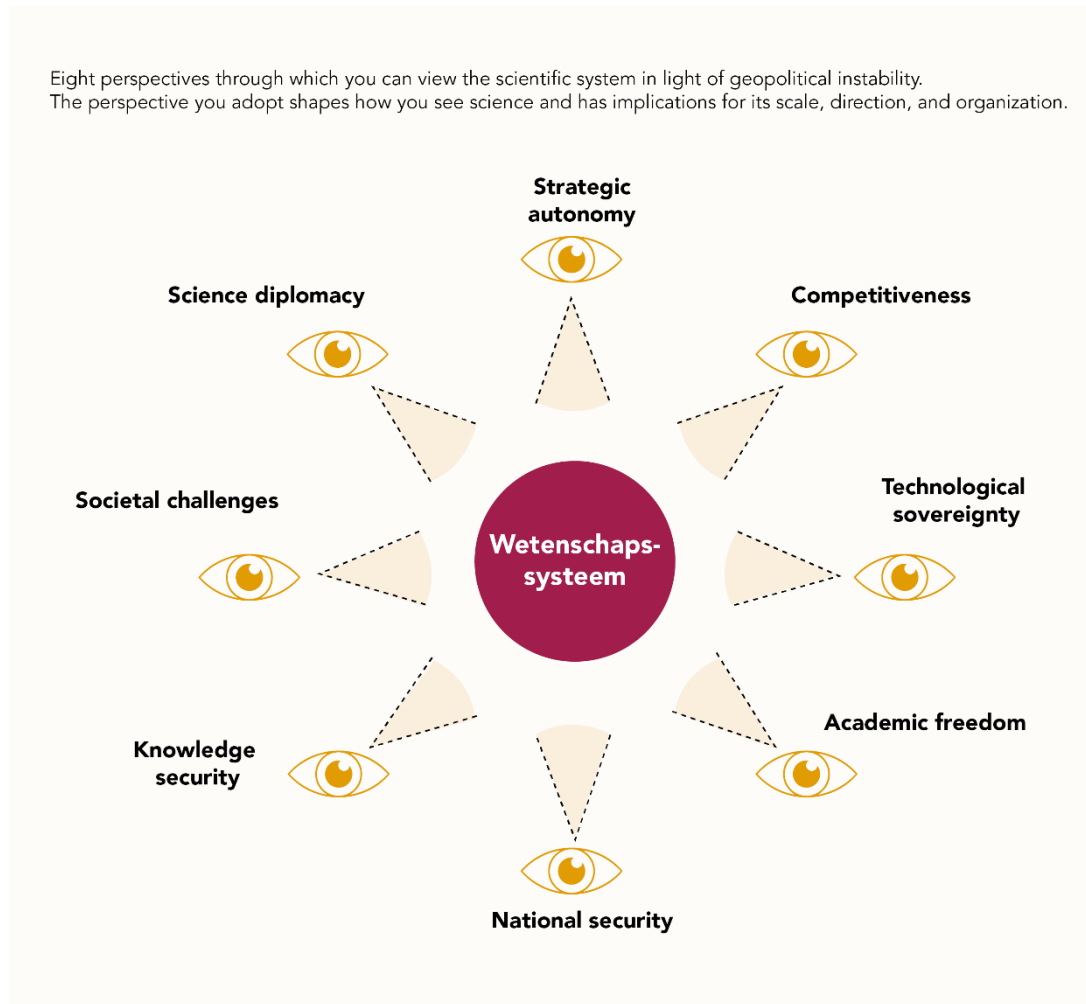 Eight perspectives through which you can view the scientific system in light of geopolitical instability.
The perspective you adopt shapes how you see science and has implications for its scale, direction, and organization.
Strategic
autonomy
Science diplomacy
Competitiveness
Societal challenges
Technological
sovereignty
Wetenschaps-
systeem
Knowledge
security
Academic freedom
National security